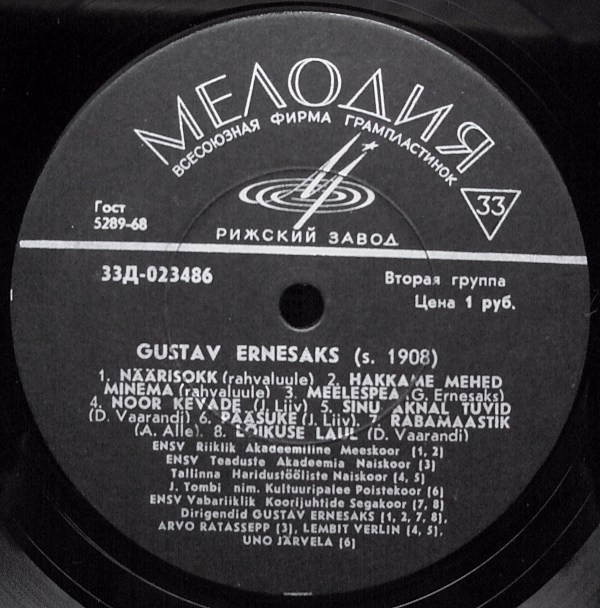 МЕЛОДИЯ
ВСЕСОЮЗНАЯ ФИРМА ГРАМПЛАСТИНОК
33
Гост
5289-68
РИЖСКИЙ ЗАВОД
33Д-023486
Вторая группа
Цена 1 руб.
GUSTAV ERNESAKS (s. 1908)
1. NÄÄRISOKK (rahvaluule) 2. HAKKAME MEHED
MINEMA (rahvaluule) 3. MEELESPEA (G. Ernesaks)
4. NOOR KEVADE (J. Liiv) 5. SINU AKNAL TUVID
(D. Vaarandi) 6. PÄÄSUKE (J. Liiv). 7. RABAMAASTIK
(A. Alle) 8. LÕIKUSE LAUL (D. Vaarandi)
ENSV Riiklik Akadeemiline Meeskoor (1, 2)
ENSV Teaduste Akadeemia Naiskoor (3)
Tallinna Haridustööliste Naiskoor (4, 5)
J. Tombi nim. Kultuuripalee Poistekoor (6)
ENSV Vabariiklik Koorijuhtide Segakoor (7, 8)
Dirigendid GUSTAV ERNESAKS (1, 2, 7, 8),
ARVO RATASSEPP (3), LEMBIT VERLIN (4, 5),
UNO JÄRVELA (6)